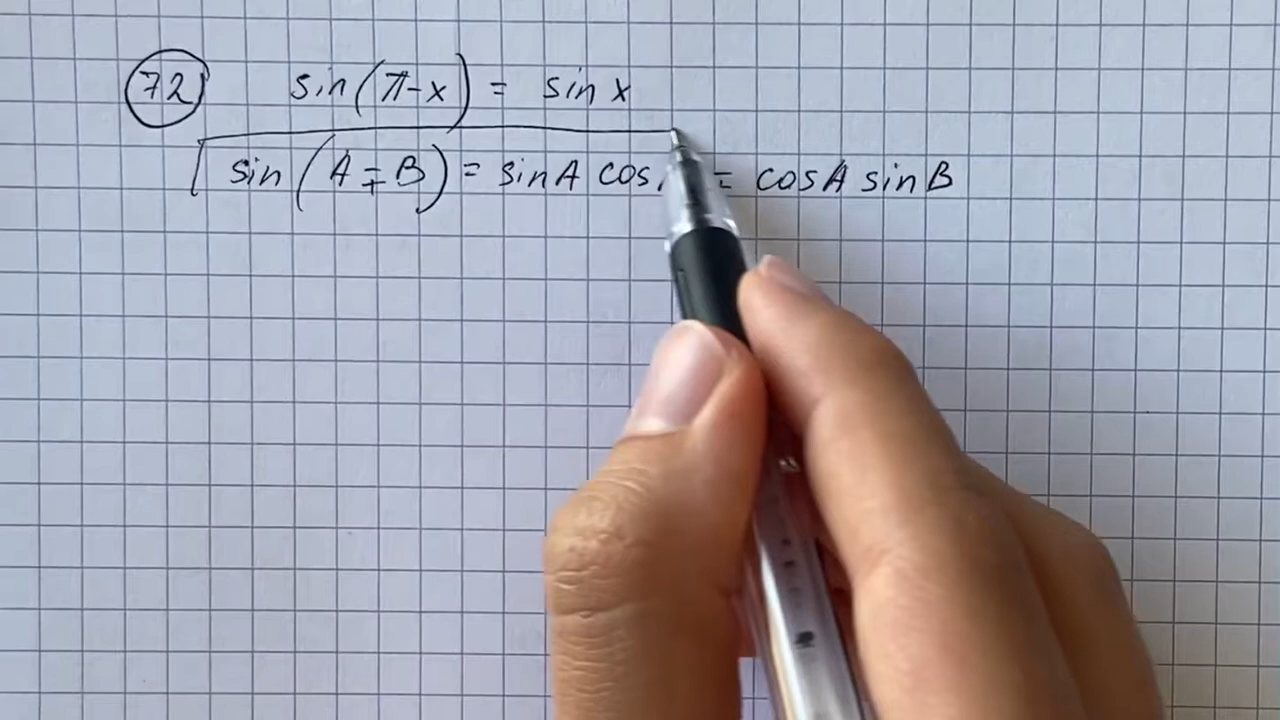 72 sin(π-x) = sin x
sin(A∓B) = sinA cos ∓ cosA sinB